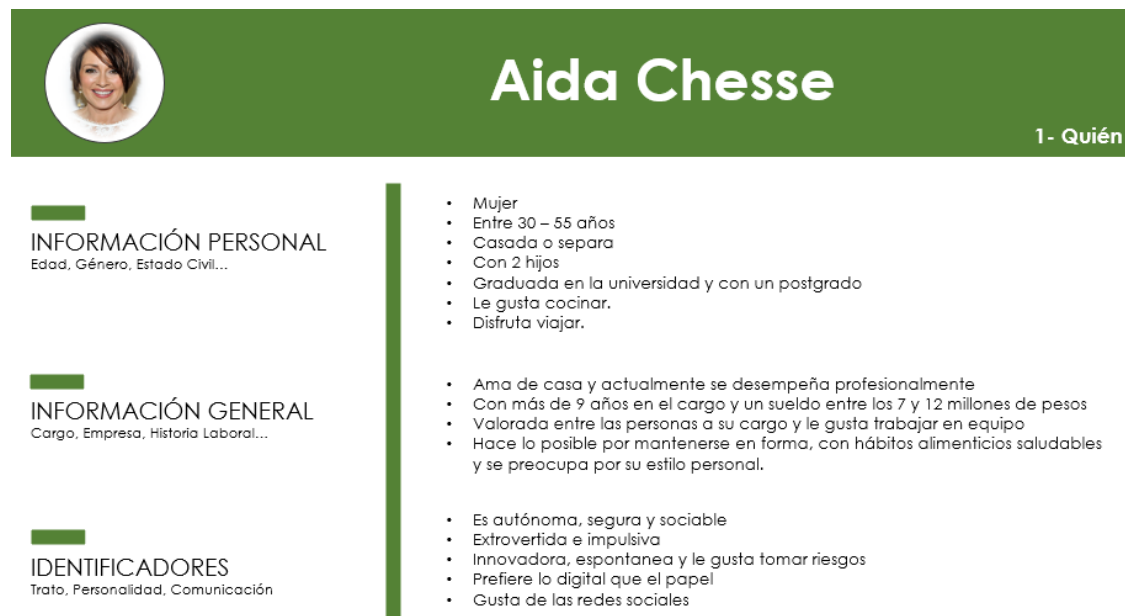 Aida Chesse
1- Quién
INFORMACIÓN PERSONAL
Edad, Género, Estado Civil...
• Mujer
• Entre 30 – 55 años
• Casada o separa
• Con 2 hijos
• Graduada en la universidad y con un postgrado
• Le gusta cocinar.
• Disfruta viajar.
INFORMACIÓN GENERAL
Cargo, Empresa, Historia Laboral...
• Ama de casa y actualmente se desempeña profesionalmente
• Con más de 9 años en el cargo y un sueldo entre los 7 y 12 millones de pesos
• Valorada entre las personas a su cargo y le gusta trabajar en equipo
• Hace lo posible por mantenerse en forma, con hábitos alimenticios saludables
y se preocupa por su estilo personal.
IDENTIFICADORES
Trato, Personalidad, Comunicación
• Es autónoma, segura y sociable
• Extrovertida e impulsiva
• Innovadora, espontanea y le gusta tomar riesgos
• Prefiere lo digital que el papel
• Gusta de las redes sociales